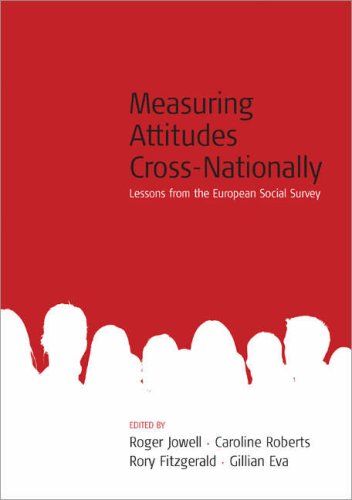 Measuring
Attitudes
Cross-Nationally
Lessons from the European Social Survey
EDITED BY
Roger Jowell · Caroline Roberts
Rory Fitzgerald · Gillian Eva